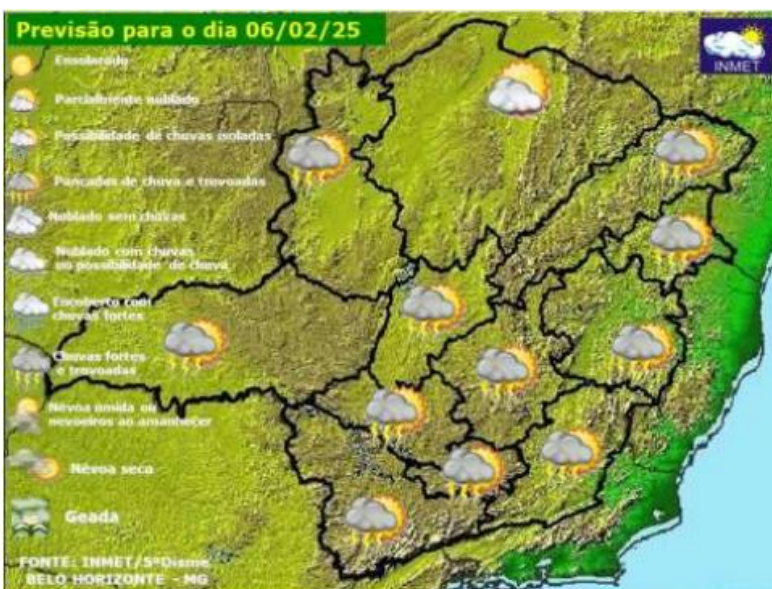 Previsão para o dia 06/02/25
INMET
Ensolarado
Parcialmente nublado
Possibilidade de chuvas isoladas
Pancadas de chuva e trovoadas
Nublado sem chuvas
Nublado com chuvas
ou possibilidade de chuva
Encoberto com
chuvas fortes
Chuvas fortes
e trovoadas
Névoa úmida ou
nevoeiros ao amanhecer
Névoa seca
Geada
FONTE: INMET/5ºDisme
BELO HORIZONTE - MG